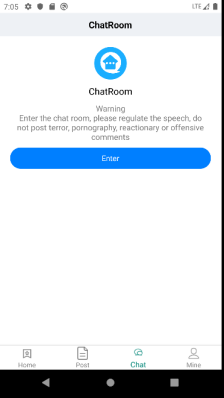 7:05
LTE
ChatRoom
ChatRoom
Warning
Enter the chat room, please regulate the speech, do
not post terror, pornography, reactionary or offensive
comments
Enter
Home
Post
Chat
Mine